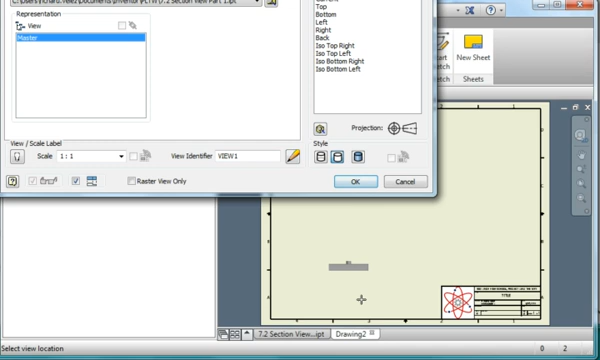 C:\Users\richard.velez\Documents\Inventor\PLTW \7.2 Section View Part 1.ipt
Representation
View
Master
Top
Bottom
Left
Right
Back
Iso Top Right
Iso Top Left
Iso Bottom Right
Iso Bottom Left
New Sheet
Sheets
Projection:
View / Scale Label
Style
Scale
1 : 1
View Identifier
VIEW1
Raster View Only
OK
Cancel
TITLE
7.2 Section View...ipt
Drawing2
Select view location
0
2